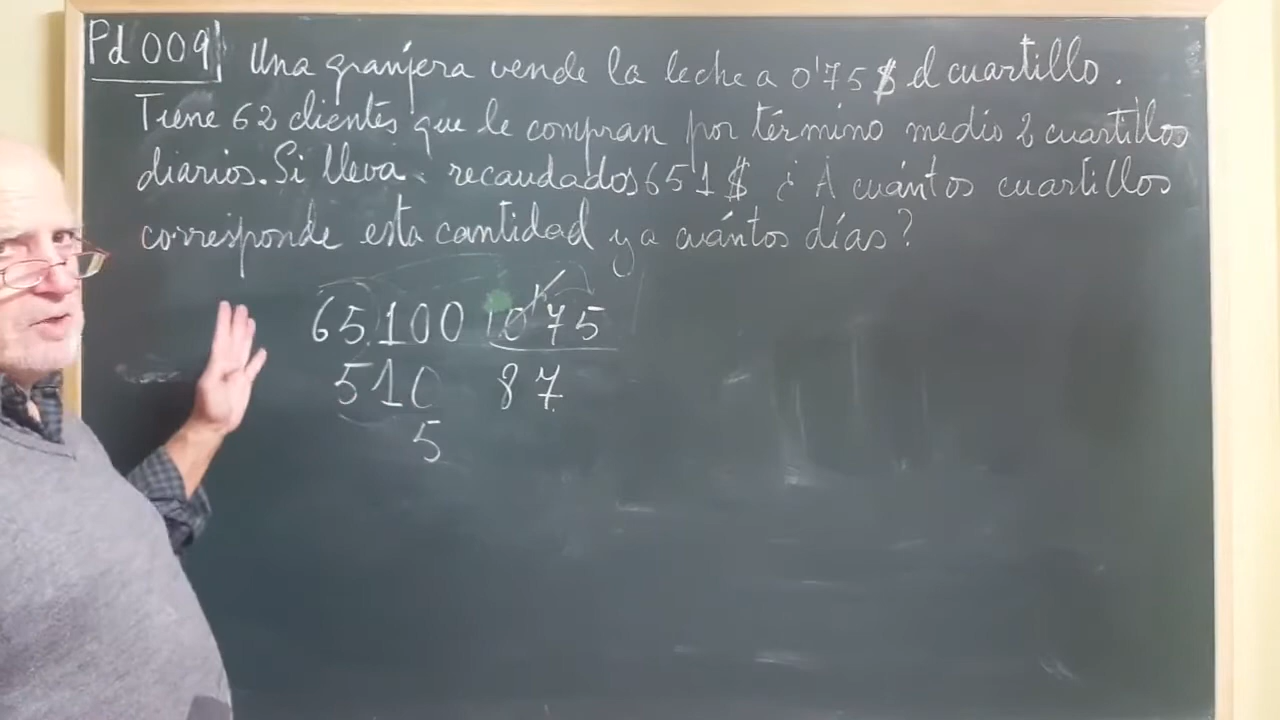 Pd 009 Una granjera vende la leche a 0'75 $ el cuartillo.
Tiene 62 clientes que le compran por término medio 2 cuartillos
diarios. Si lleva recaudados 651 $ ¿A cuántos cuartillos
corresponde esta cantidad y a cuántos días?
65100 0'75
510 87
5